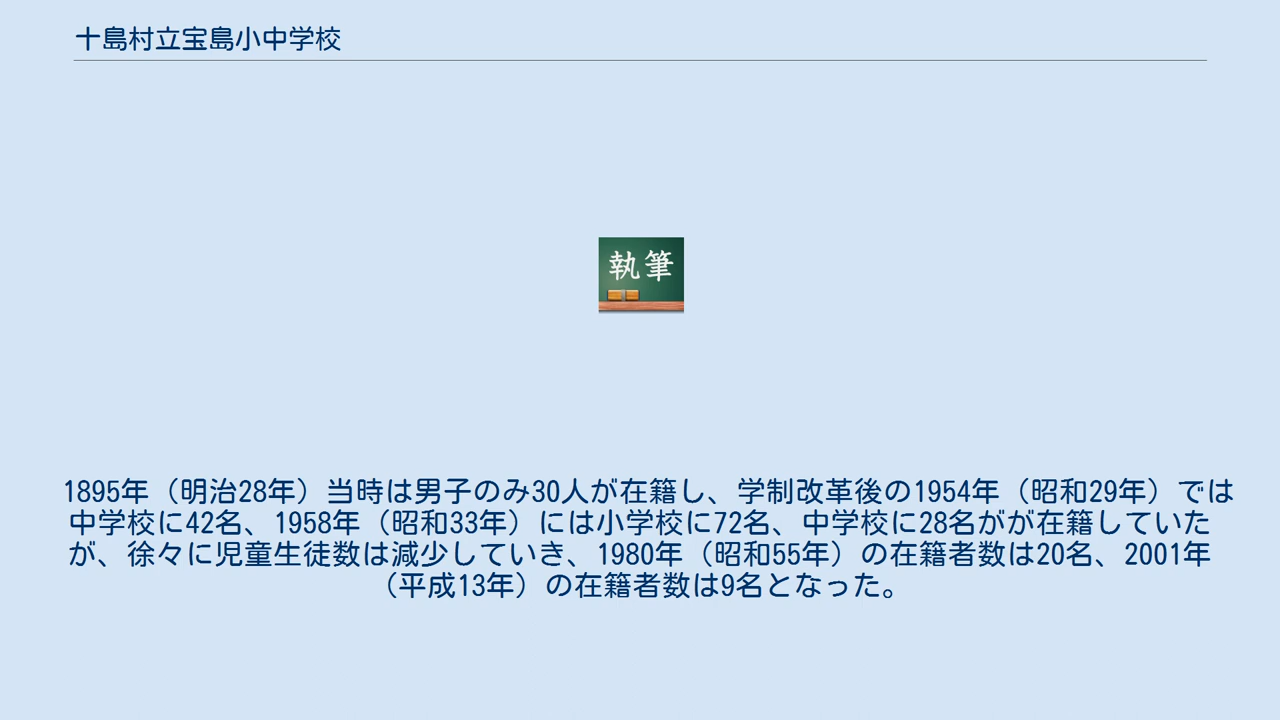 十島村立宝島小中学校
執筆
1895年（明治28年）当時は男子のみ30人が在籍し、学制改革後の1954年（昭和29年）では
中学校に42名、1958年（昭和33年）には小学校に72名、中学校に28名がが在籍していた
が、徐々に児童生徒数は減少していき、1980年（昭和55年）の在籍者数は20名、2001年
（平成13年）の在籍者数は9名となった。